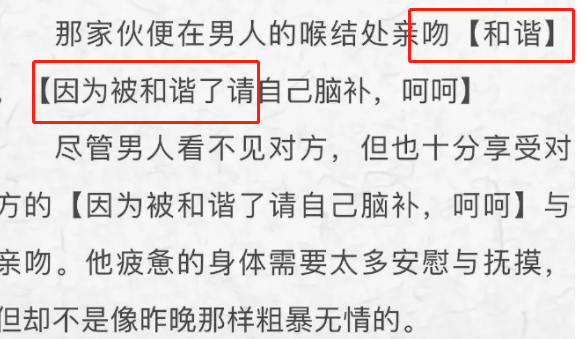 那家伙便在男人的喉结处亲吻【和谐】
，【因为被和谐了请自己脑补，呵呵】
尽管男人看不见对方，但也十分享受对
方的【因为被和谐了请自己脑补，呵呵】与
亲吻。他疲惫的身体需要太多安慰与抚摸，
但却不是像昨晚那样粗暴无情的。